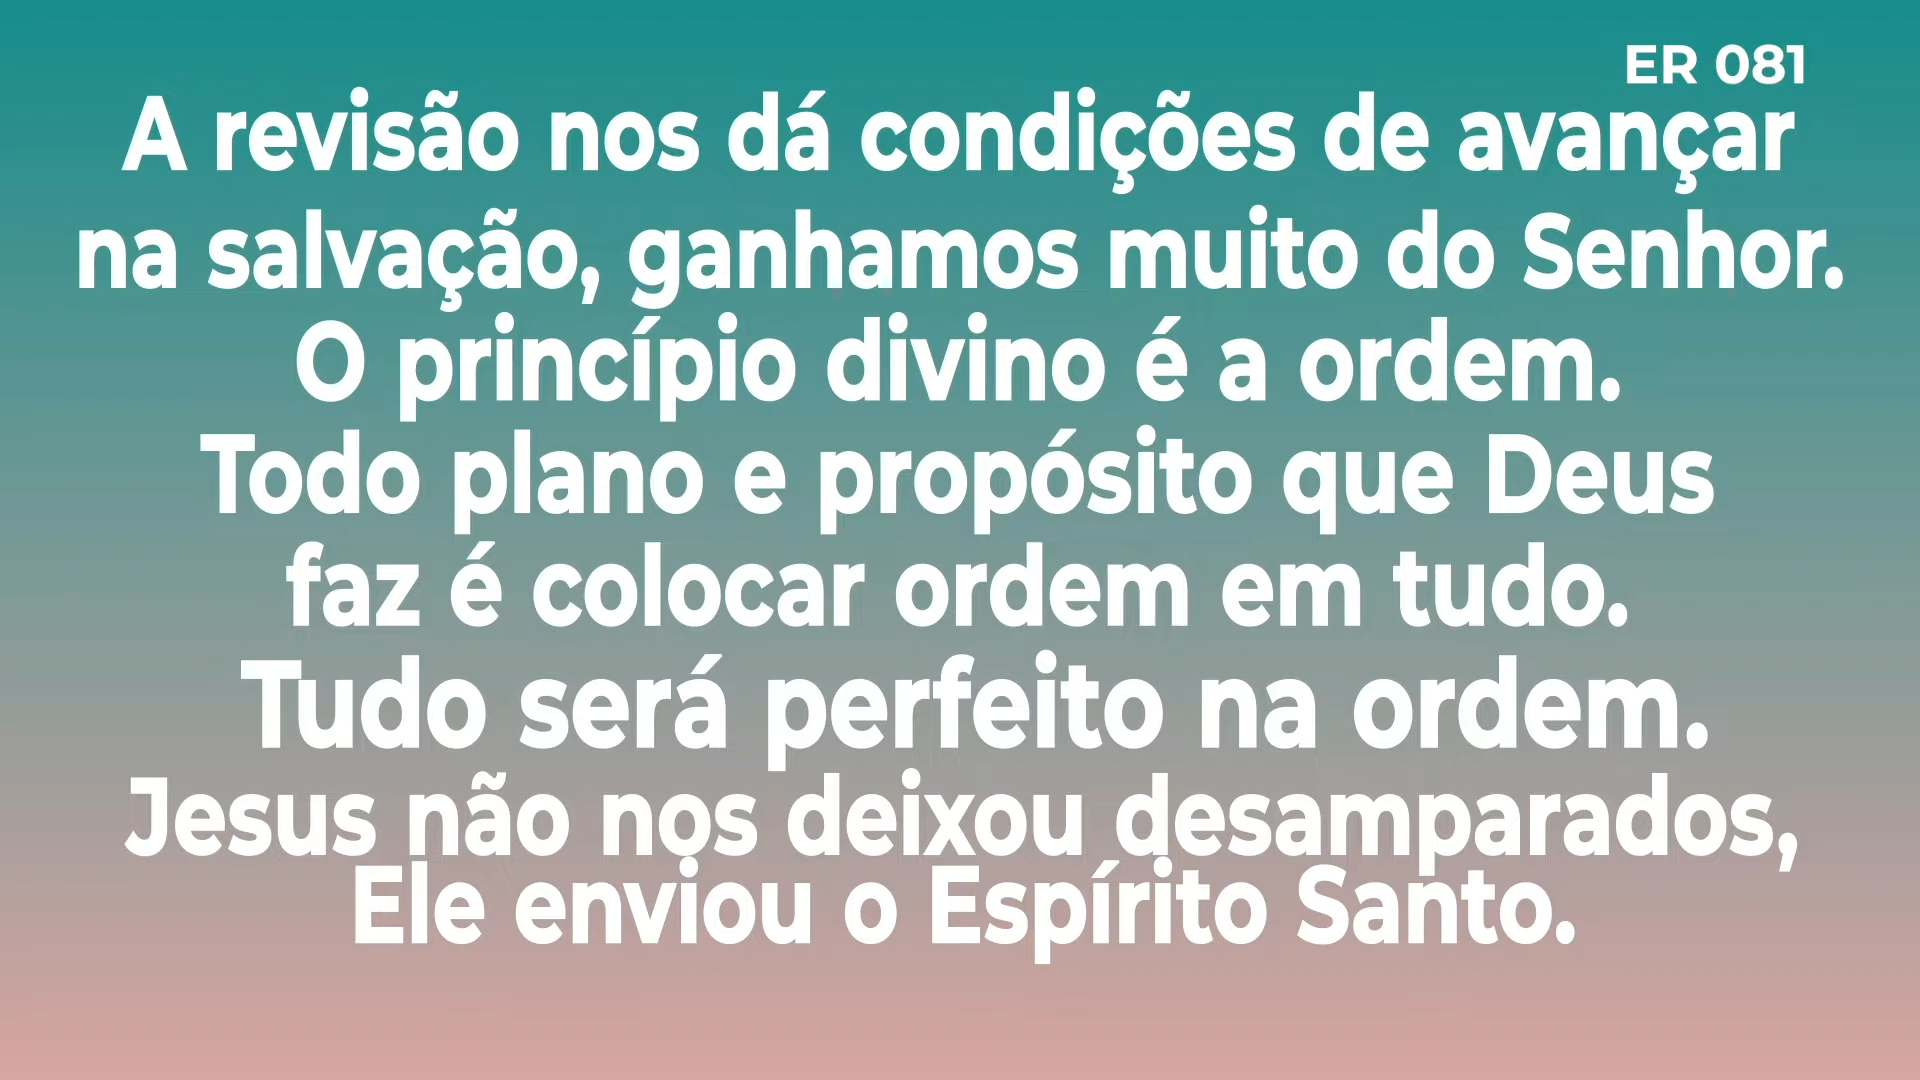 ER 081
A revisão nos dá condições de avançar
na salvação, ganhamos muito do Senhor.
O princípio divino é a ordem.
Todo plano e propósito que Deus
faz é colocar ordem em tudo.
Tudo será perfeito na ordem.
Jesus não nos deixou desamparados,
Ele enviou o Espírito Santo.